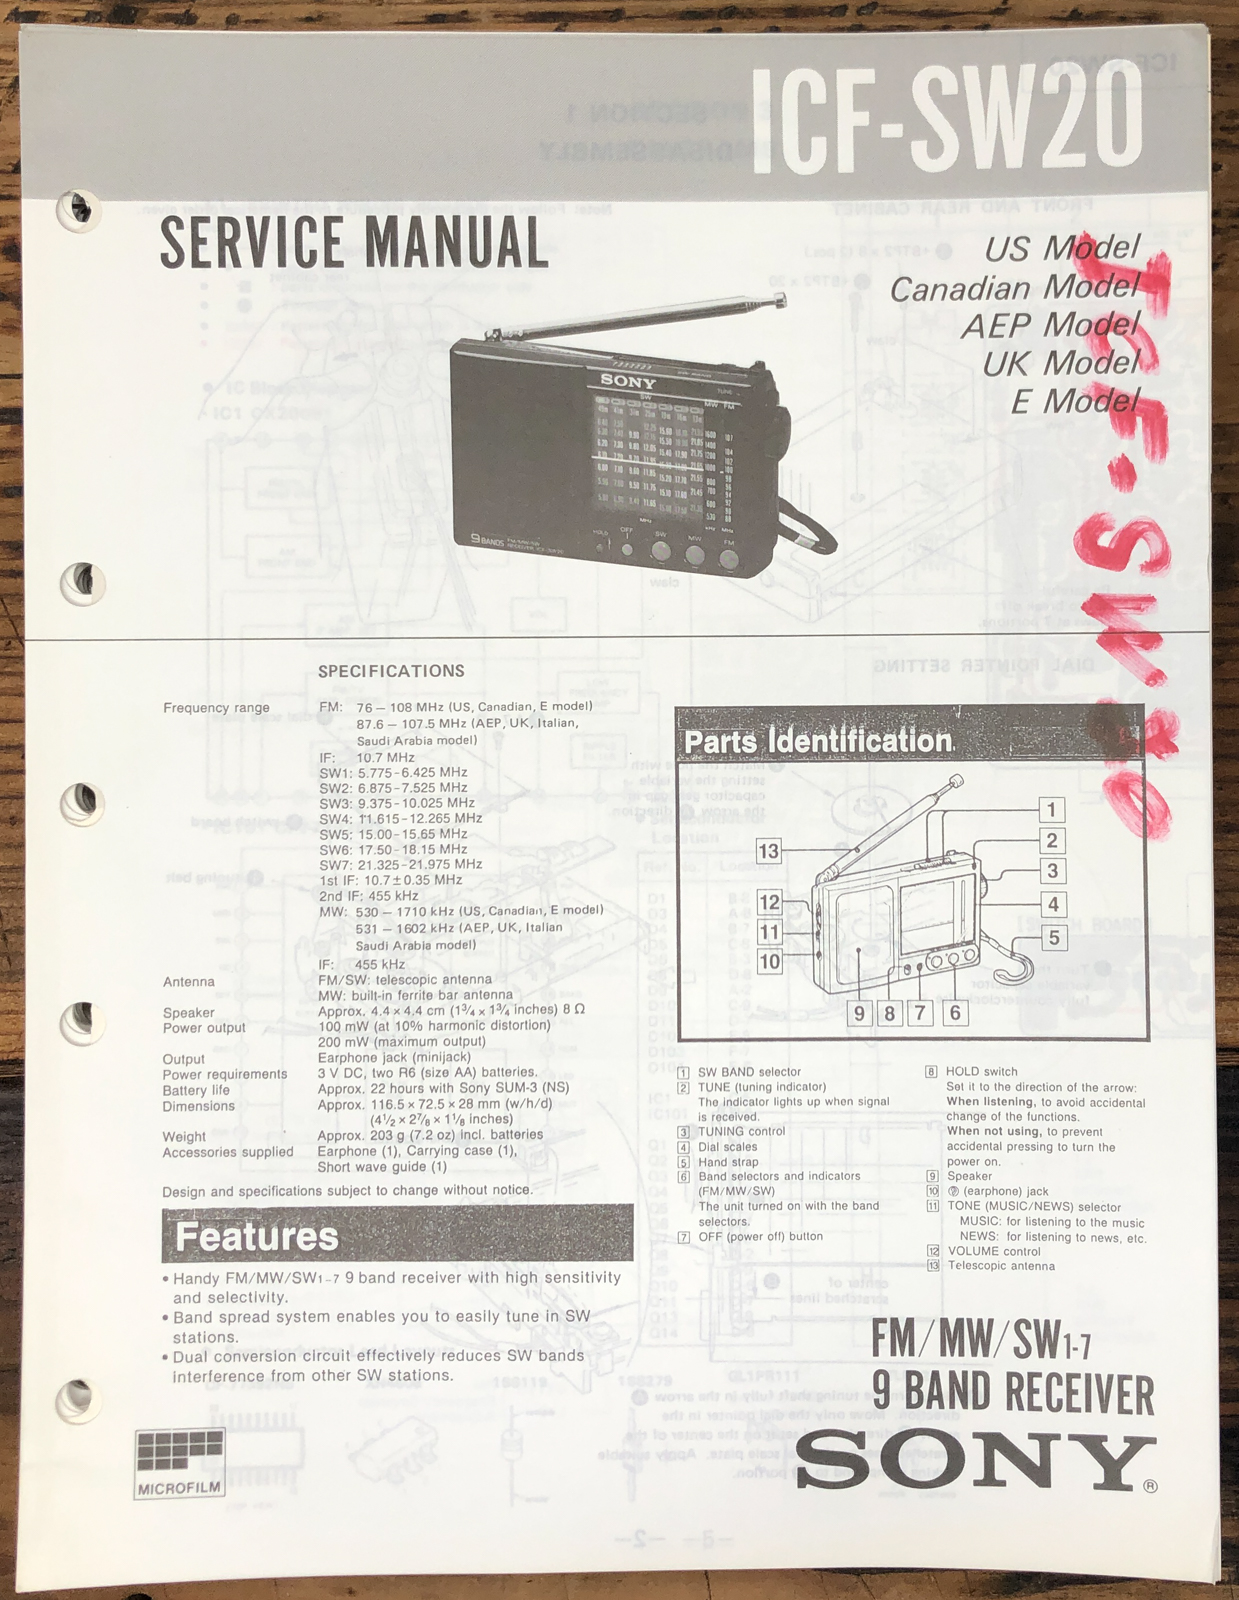 ICF-SW20
SERVICE MANUAL
US Model
Canadian Model
AEP Model
UK Model
E Model
ICF-SW20
SONY
SW
MW FM
9 BANDS
HOLD
OFF
SW
MW
FM
SPECIFICATIONS
Frequency range FM: 76 – 108 MHz (US, Canadian, E model)
87.6 – 107.5 MHz (AEP, UK, Italian,
Saudi Arabia model)
IF: 10.7 MHz
SW1: 5.775-6.425 MHz
SW2: 6.875-7.525 MHz
SW3: 9.375-10.025 MHz
SW4: 11.615-12.265 MHz
SW5: 15.00-15.65 MHz
SW6: 17.50-18.15 MHz
SW7: 21.325-21.975 MHz
1st IF: 10.7±0.35 MHz
2nd IF: 455 kHz
MW: 530 – 1710 kHz (US, Canadian, E model)
531 – 1602 kHz (AEP, UK, Italian
Saudi Arabia model)
IF: 455 kHz
Antenna FM/SW: telescopic antenna
MW: built-in ferrite bar antenna
Speaker Approx. 4.4 × 4.4 cm (1¾ × 1¾ inches) 8 Ω
Power output 100 mW (at 10% harmonic distortion)
200 mW (maximum output)
Output Earphone jack (minijack)
Power requirements 3 V DC, two R6 (size AA) batteries.
Battery life Approx. 22 hours with Sony SUM-3 (NS)
Dimensions Approx. 116.5 × 72.5 × 28 mm (w/h/d)
(4½ × 2⅞ × 1⅛ inches)
Weight Approx. 203 g (7.2 oz) incl. batteries
Accessories supplied Earphone (1), Carrying case (1),
Short wave guide (1)
Design and specifications subject to change without notice.
Features
• Handy FM/MW/SW1-7 9 band receiver with high sensitivity
and selectivity.
• Band spread system enables you to easily tune in SW
stations.
• Dual conversion circuit effectively reduces SW bands
interference from other SW stations.
MICROFILM
Parts Identification
1
2
3
4
5
13
12
11
10
9 8 7 6
1 SW BAND selector
2 TUNE (tuning indicator)
The indicator lights up when signal
is received.
3 TUNING control
4 Dial scales
5 Hand strap
6 Band selectors and indicators
(FM/MW/SW)
The unit turned on with the band
selectors.
7 OFF (power off) button
8 HOLD switch
Set it to the direction of the arrow:
When listening, to avoid accidental
change of the functions.
When not using, to prevent
accidental pressing to turn the
power on.
9 Speaker
10 (earphone) jack
11 TONE (MUSIC/NEWS) selector
MUSIC: for listening to the music
NEWS: for listening to news, etc.
12 VOLUME control
13 Telescopic antenna
FM/MW/SW1-7
9 BAND RECEIVER
SONY®